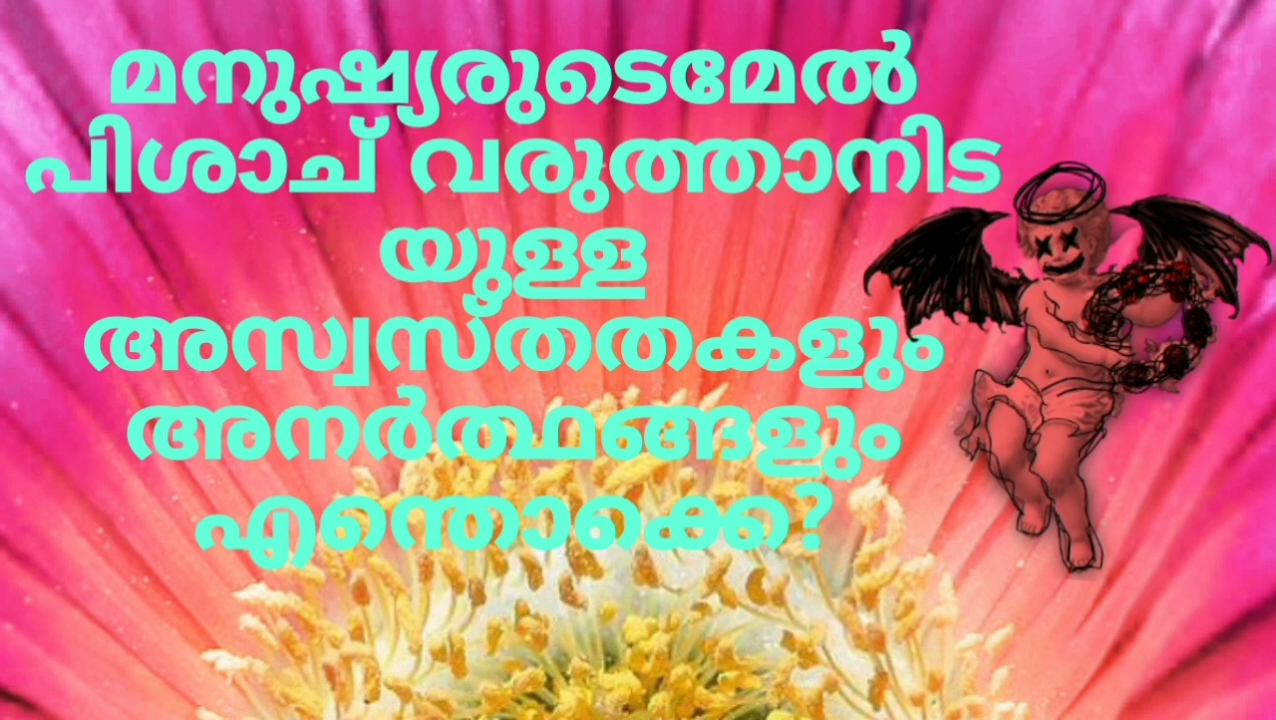 മനുഷ്യരുടെമേൽ
പിശാച് വരുത്താനിട
യുള്ള
അസ്വസ്തതകളും
അനർത്ഥങ്ങളും
എന്തൊക്കെ?